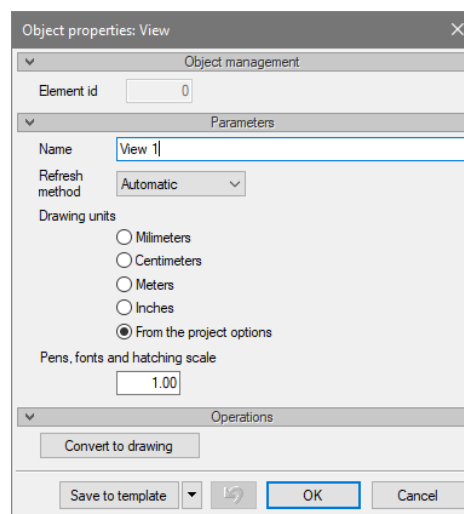 Object properties: View
Object management
Element id 0
Parameters
Name View 1
Refresh
method Automatic
Drawing units
Milimeters
Centimeters
Meters
Inches
From the project options
Pens, fonts and hatching scale
1.00
Operations
Convert to drawing
Save to template OK Cancel